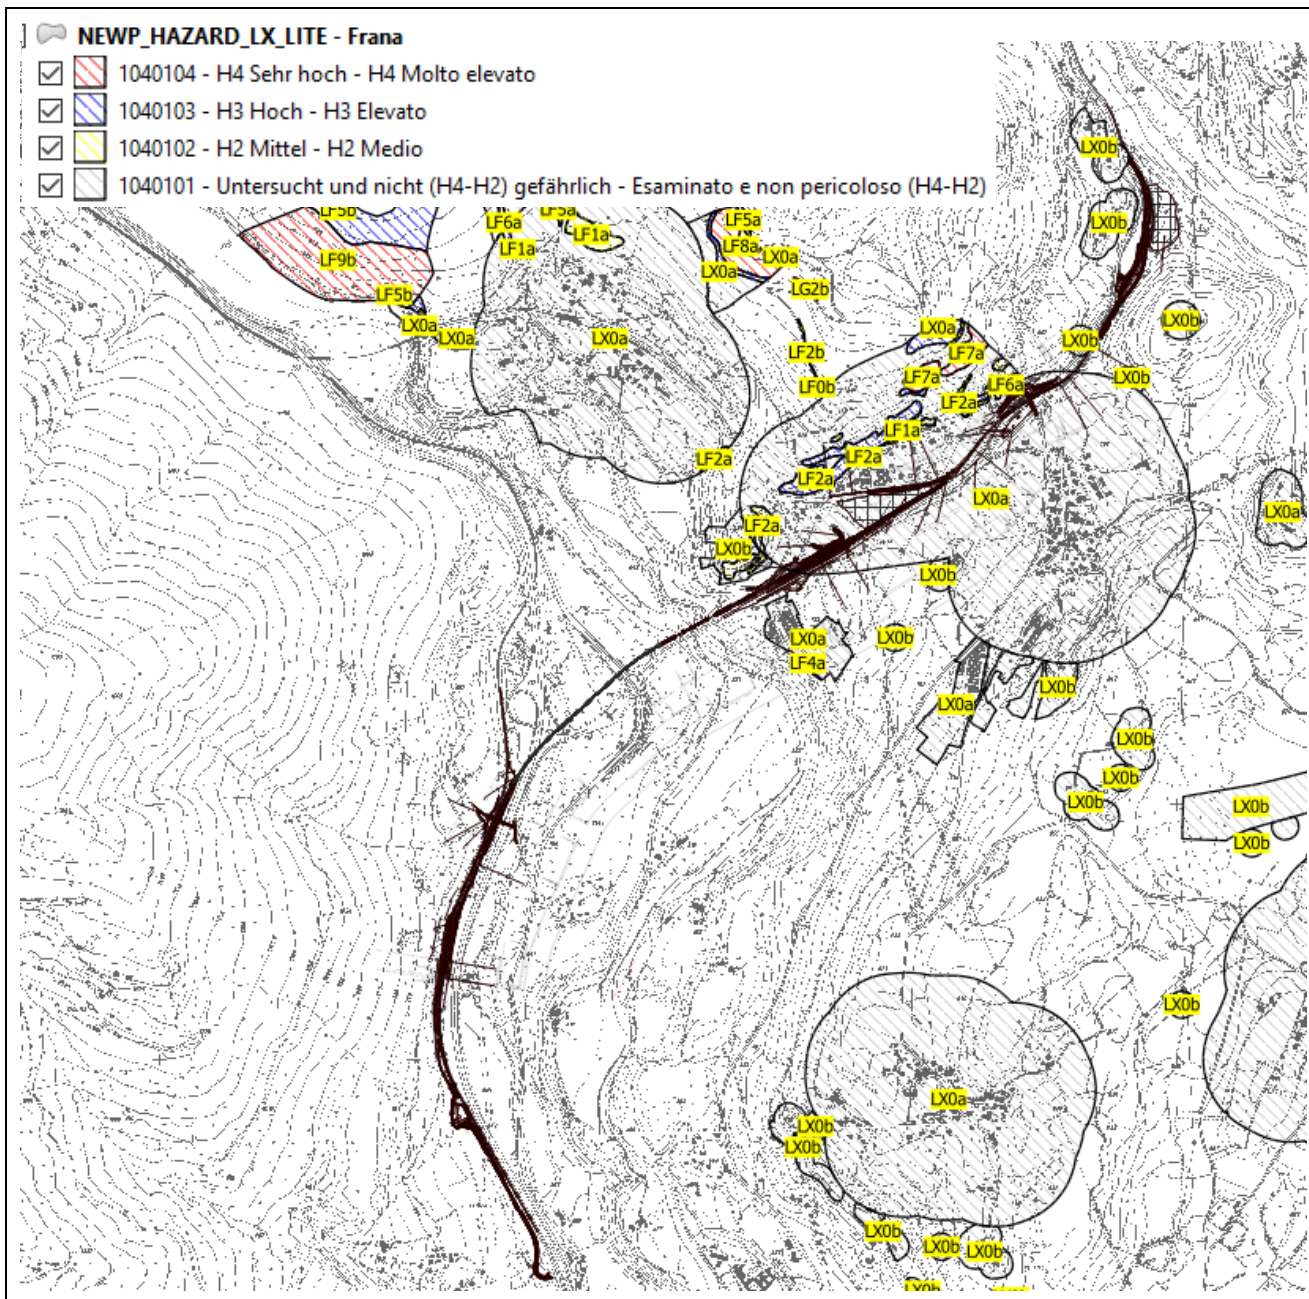 NEWP_HAZARD_LX_LITE - Frana
1040104 - H4 Sehr hoch - H4 Molto elevato
1040103 - H3 Hoch - H3 Elevato
1040102 - H2 Mittel - H2 Medio
1040101 - Untersucht und nicht (H4-H2) gefährlich - Esaminato e non pericoloso (H4-H2)
LX0b
LF5b
LF6a
LF5a
LF5a
LX0b
LF1a
LF1a
LF8a
LF9b
LX0a
LX0a
LG2b
LF5b
LX0a
LX0a
LX0a
LX0a
LX0b
LX0b
LF2b
LF7a
LF7a
LX0b
LF0b
LF6a
LF2a
LF1a
LF2a
LF2a
LF2a
LX0a
LX0a
LF2a
LX0b
LX0b
LX0a
LX0b
LF4a
LX0b
LX0a
LX0b
LX0b
LX0b
LX0b
LX0b
LX0b
LX0a
LX0b
LX0b
LX0b
LX0b
LX0b
LX0b